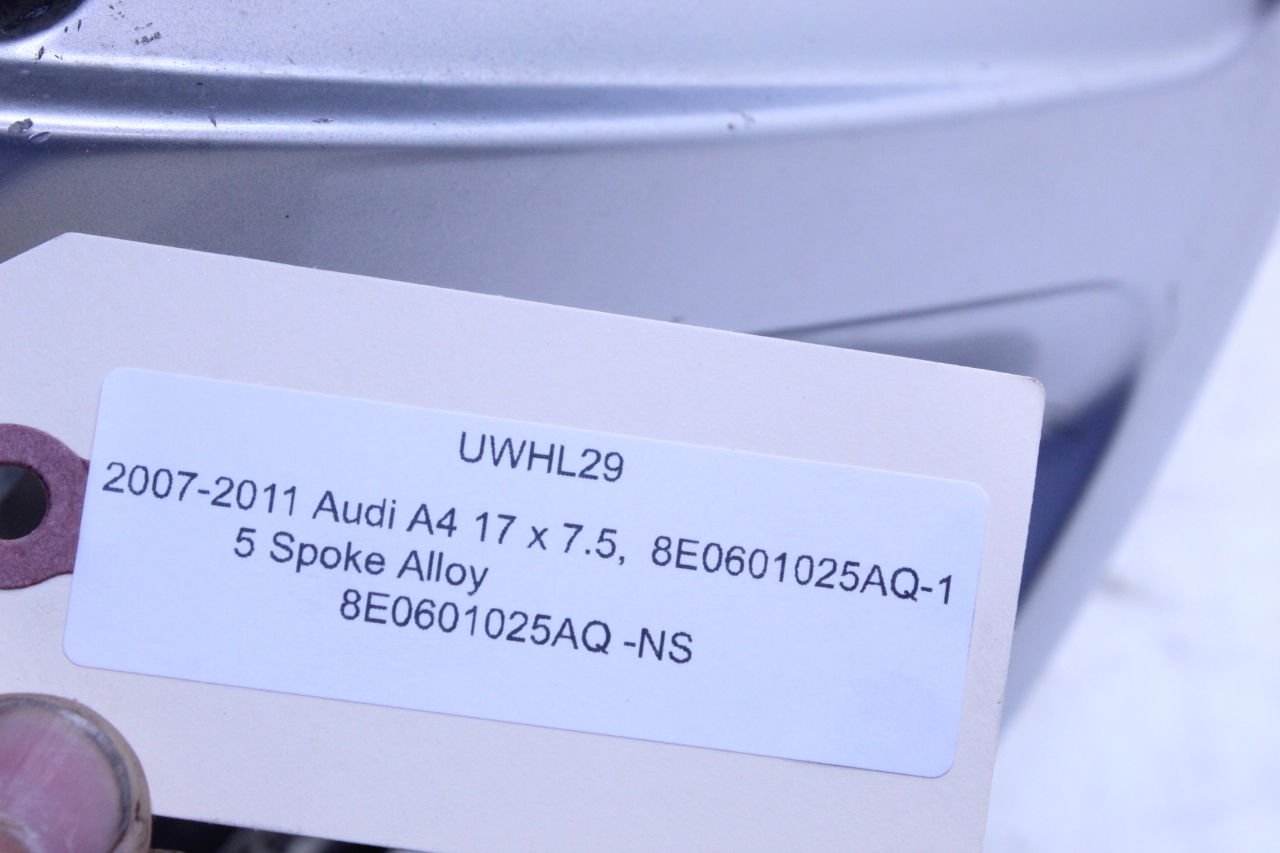 UWHL29
2007-2011 Audi A4 17 x 7.5, 8E0601025AQ-1
5 Spoke Alloy
8E0601025AQ -NS